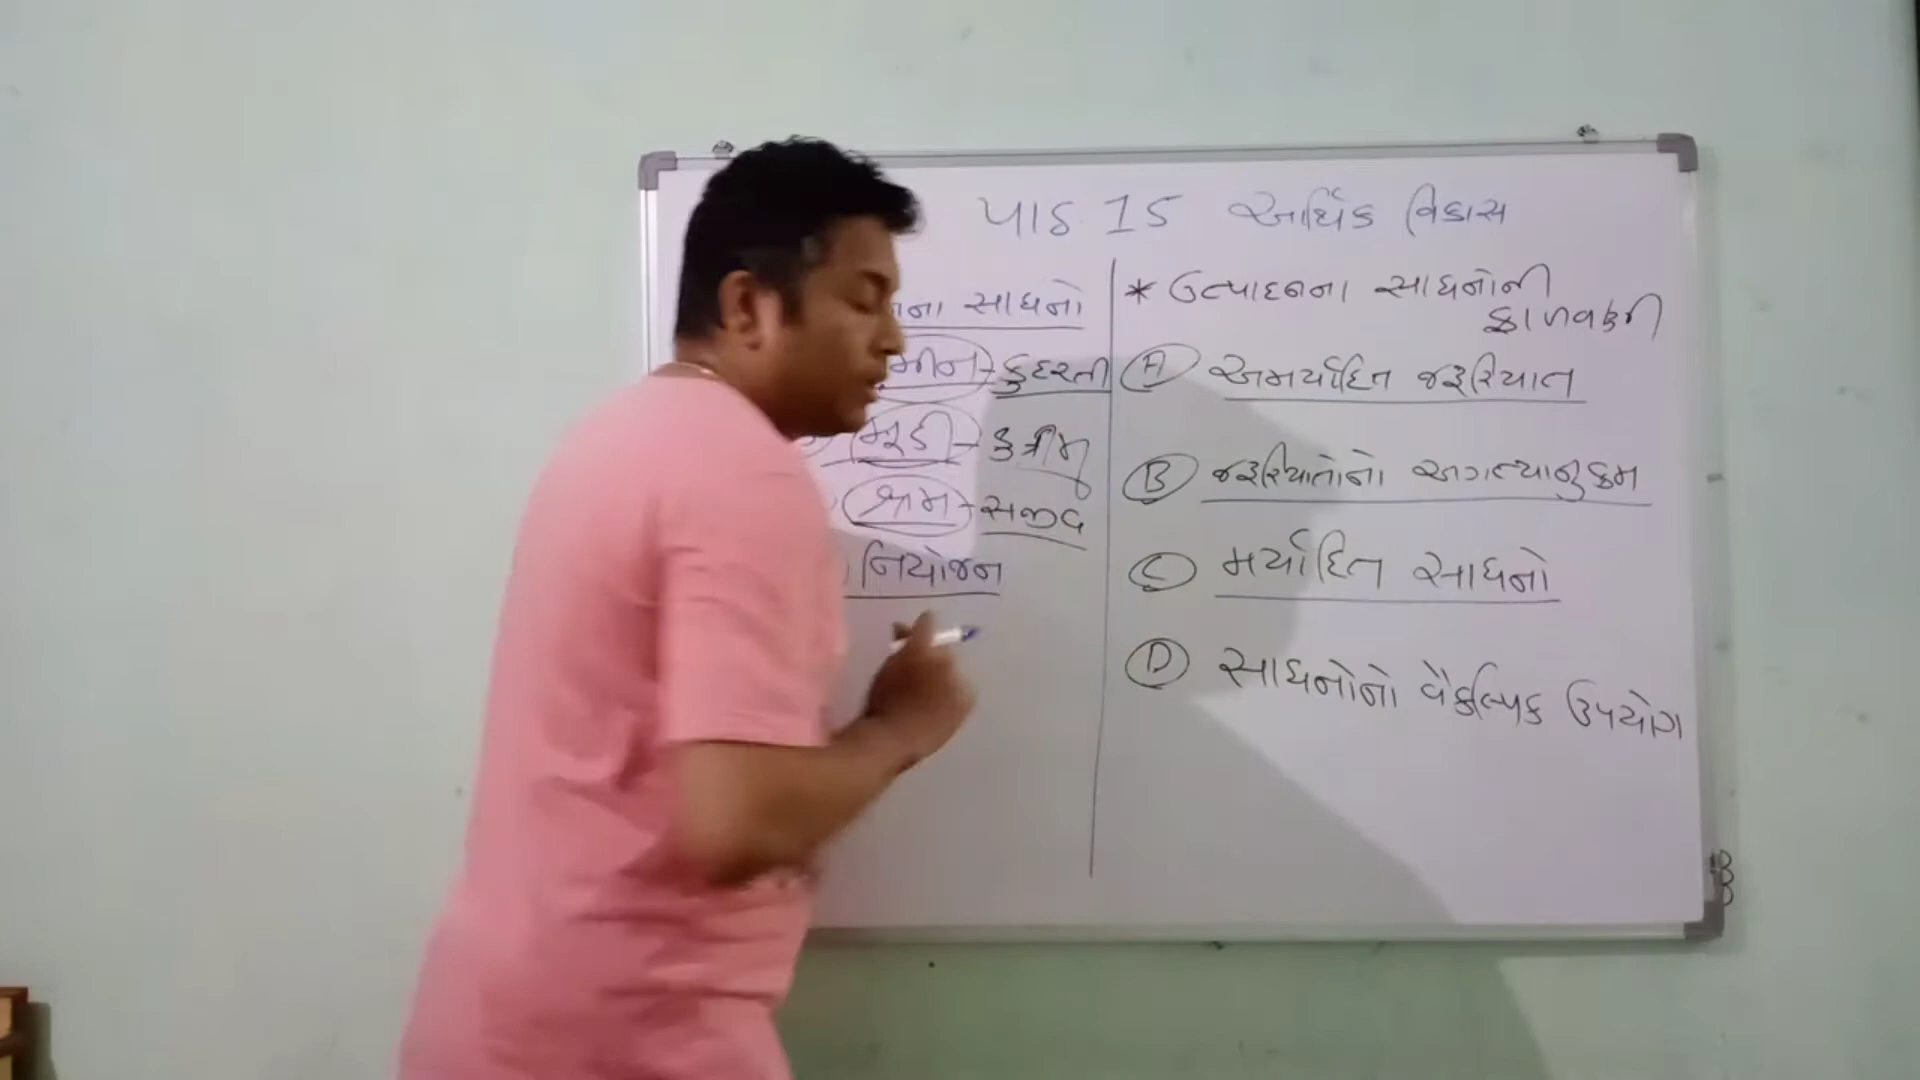 પાઠ 15 આર્થિક વિકાસ
ના સાધનો
મીન - કુદરતી
મૂડી - કૃત્રીમ
શ્રમ - સજીવ
નિયોજન
* ઉત્પાદનના સાધનોની
ફાળવણી
A અમર્યાદિત જરૂરિયાત
B જરૂરિયાતોનો અગત્યાનુક્રમ
C મર્યાદિત સાધનો
D સાધનોનો વૈકલ્પિક ઉપયોગ